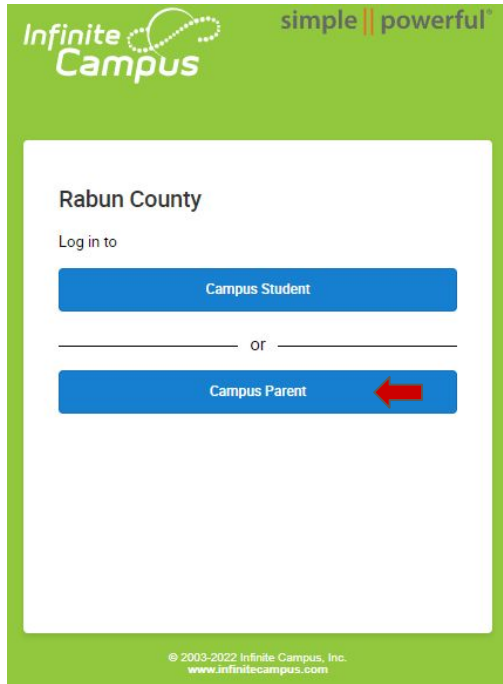 Infinite
Campus
simple || powerful®
Rabun County
Log in to
Campus Student
or
Campus Parent
© 2003-2022 Infinite Campus, Inc.
www.infinitecampus.com